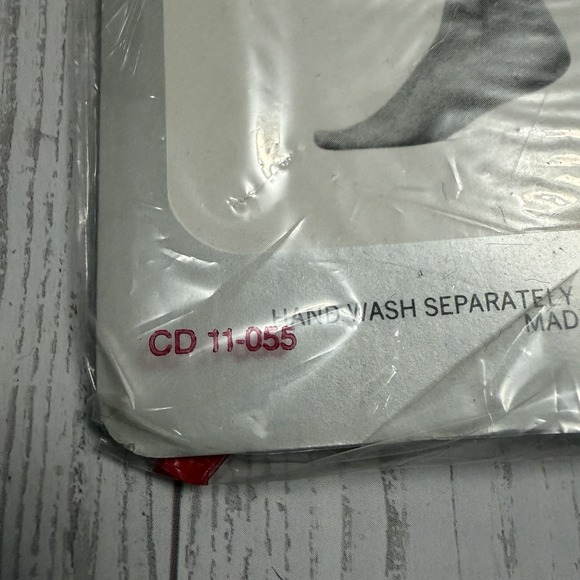 HAND WASH SEPARATELY
MAD
CD 11-055